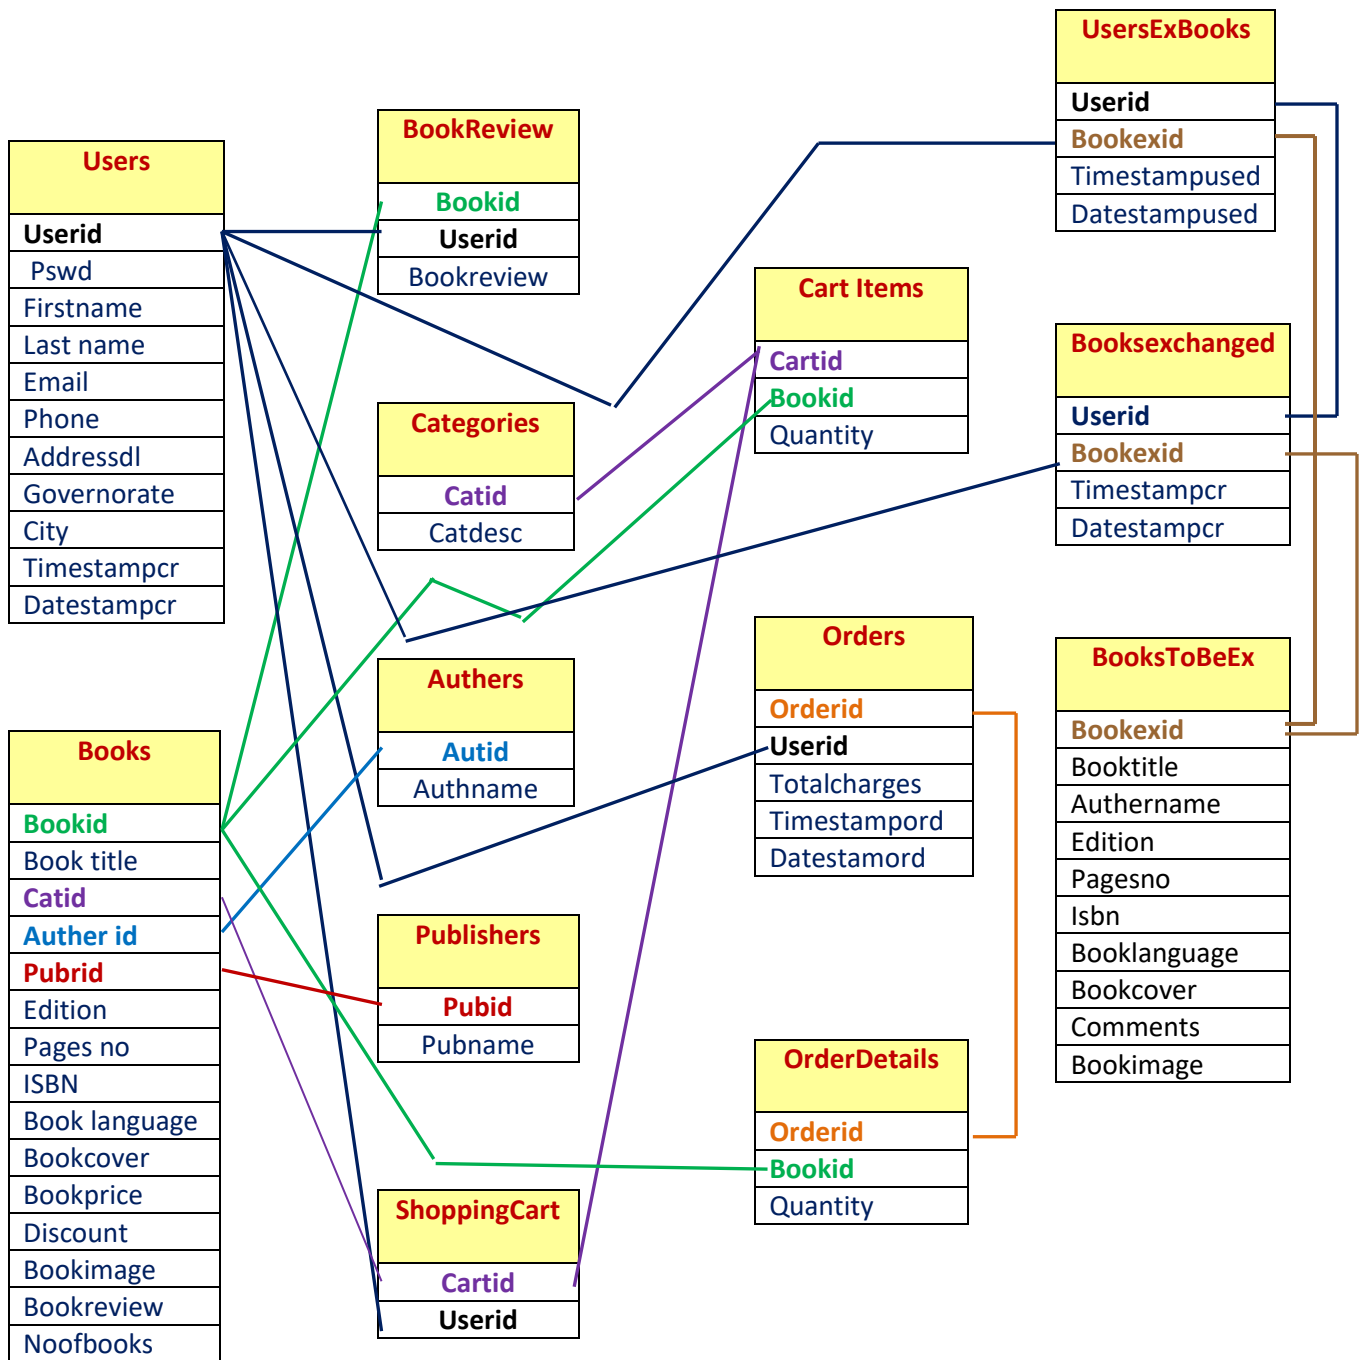 Users
Userid
Pswd
Firstname
Last name
Email
Phone
Addressdl
Governorate
City
Timestampcr
Datestampcr
Books
Bookid
Book title
Catid
Auther id
Pubrid
Edition
Pages no
ISBN
Book language
Bookcover
Bookprice
Discount
Bookimage
Bookreview
Noofbooks
BookReview
Bookid
Userid
Bookreview
Categories
Catid
Catdesc
Authers
Autid
Authname
Publishers
Pubid
Pubname
ShoppingCart
Cartid
Userid
Cart Items
Cartid
Bookid
Quantity
Orders
Orderid
Userid
Totalcharges
Timestampord
Datestamord
OrderDetails
Orderid
Bookid
Quantity
UsersExBooks
Userid
Bookexid
Timestampused
Datestampused
Booksexchanged
Userid
Bookexid
Timestampcr
Datestampcr
BooksToBeEx
Bookexid
Booktitle
Authername
Edition
Pagesno
Isbn
Booklanguage
Bookcover
Comments
Bookimage